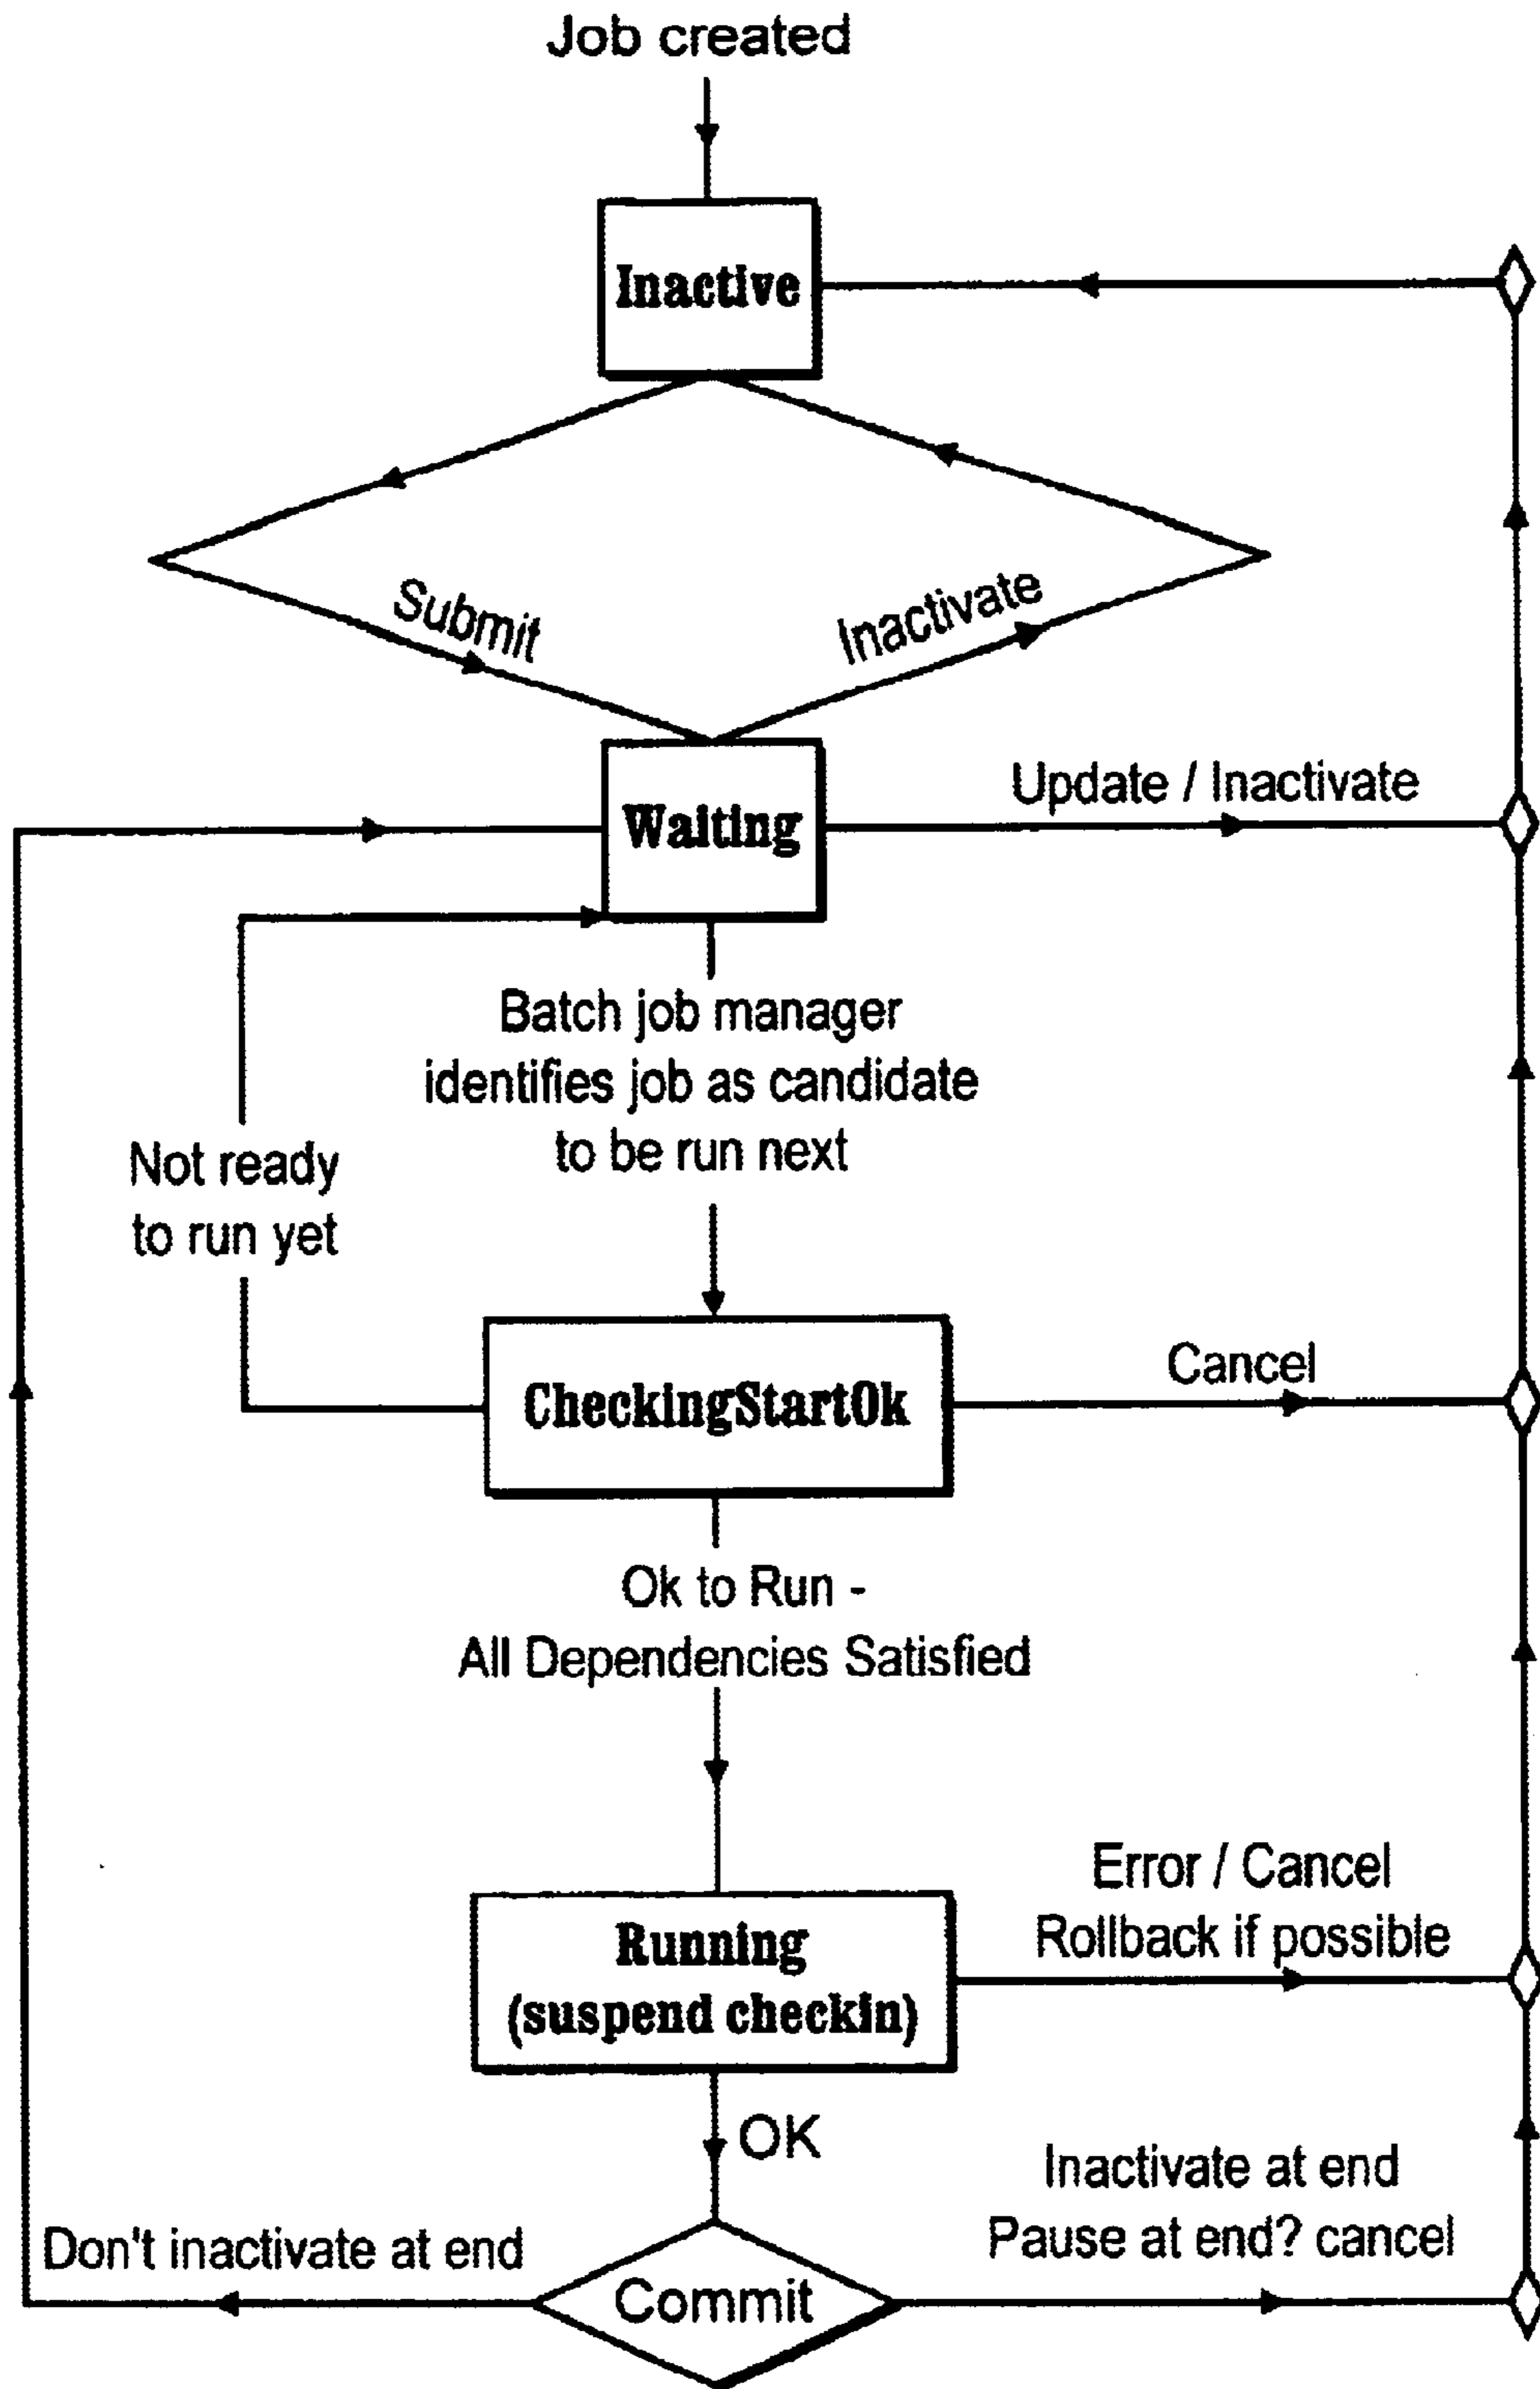 Job created
Inactive
Submit
Inactivate
Waiting
Update / Inactivate
Batch job manager
identifies job as candidate
to be run next
Not ready
to run yet
CheckingStartOk
Cancel
Ok to Run -
All Dependencies Satisfied
Running
(suspend checkin)
Error / Cancel
Rollback if possible
OK
Inactivate at end
Pause at end? cancel
Don't inactivate at end
Commit